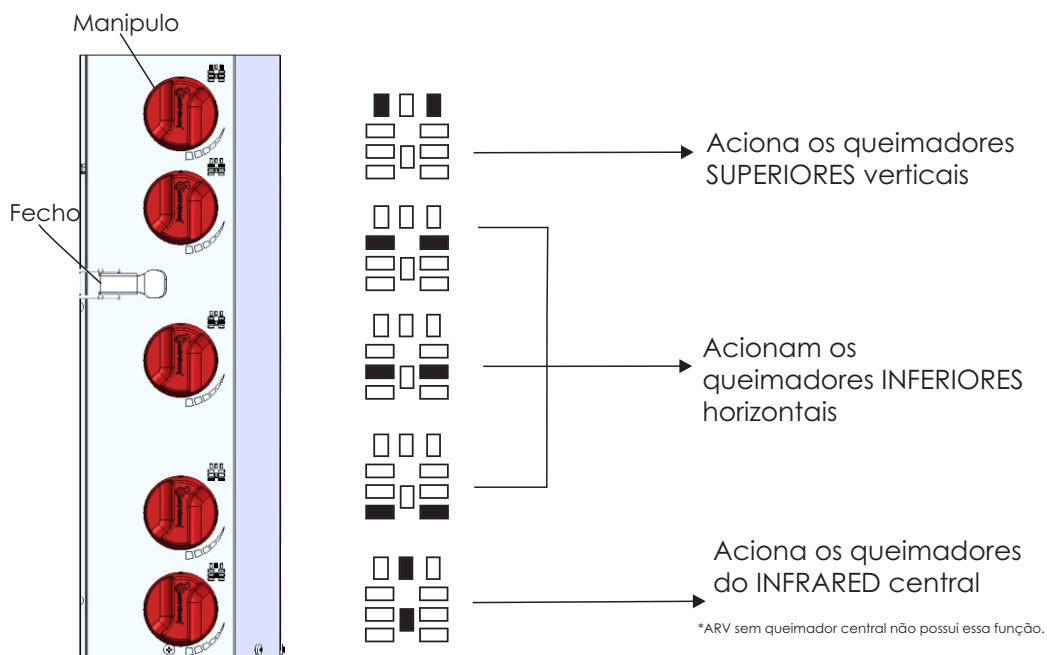 Manipulo
Fecho
Aciona os queimadores
SUPERIORES verticais
Acionam os
queimadores INFERIORES
horizontais
Aciona os queimadores
do INFRARED central
*ARV sem queimador central não possui essa função.